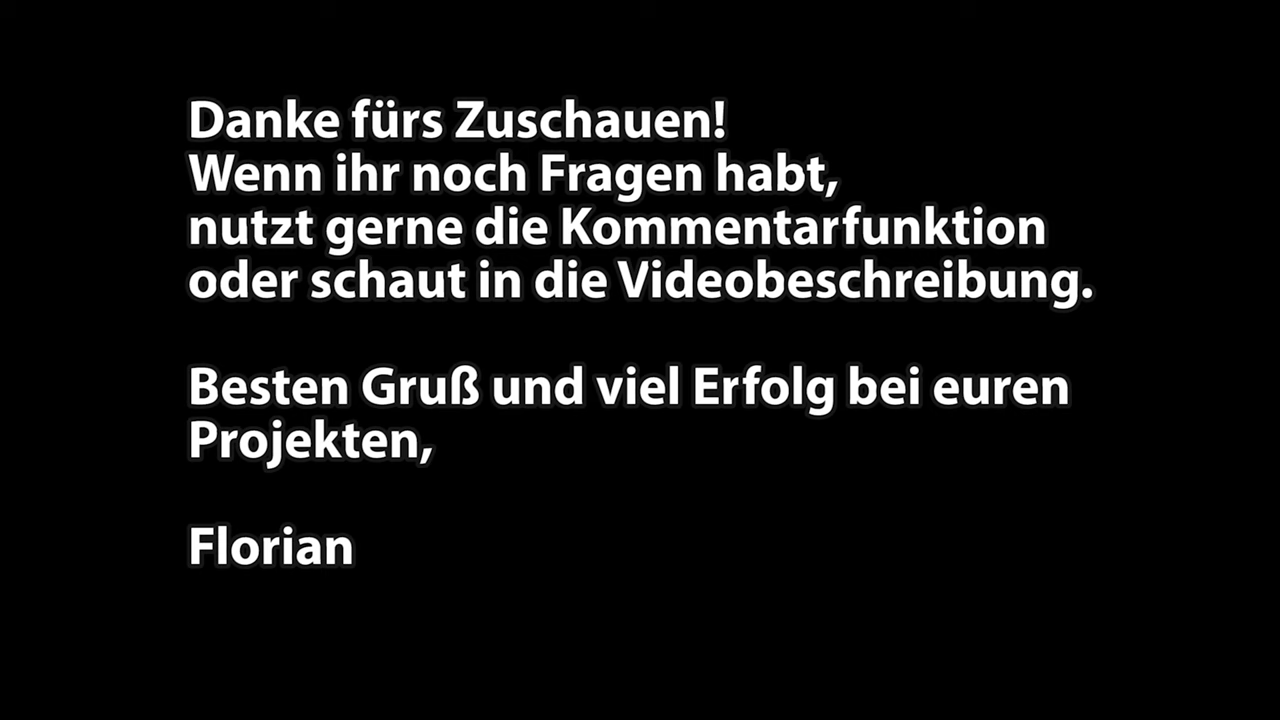 Danke fürs Zuschauen!
Wenn ihr noch Fragen habt,
nutzt gerne die Kommentarfunktion
oder schaut in die Videobeschreibung.
Besten Gruß und viel Erfolg bei euren
Projekten,
Florian